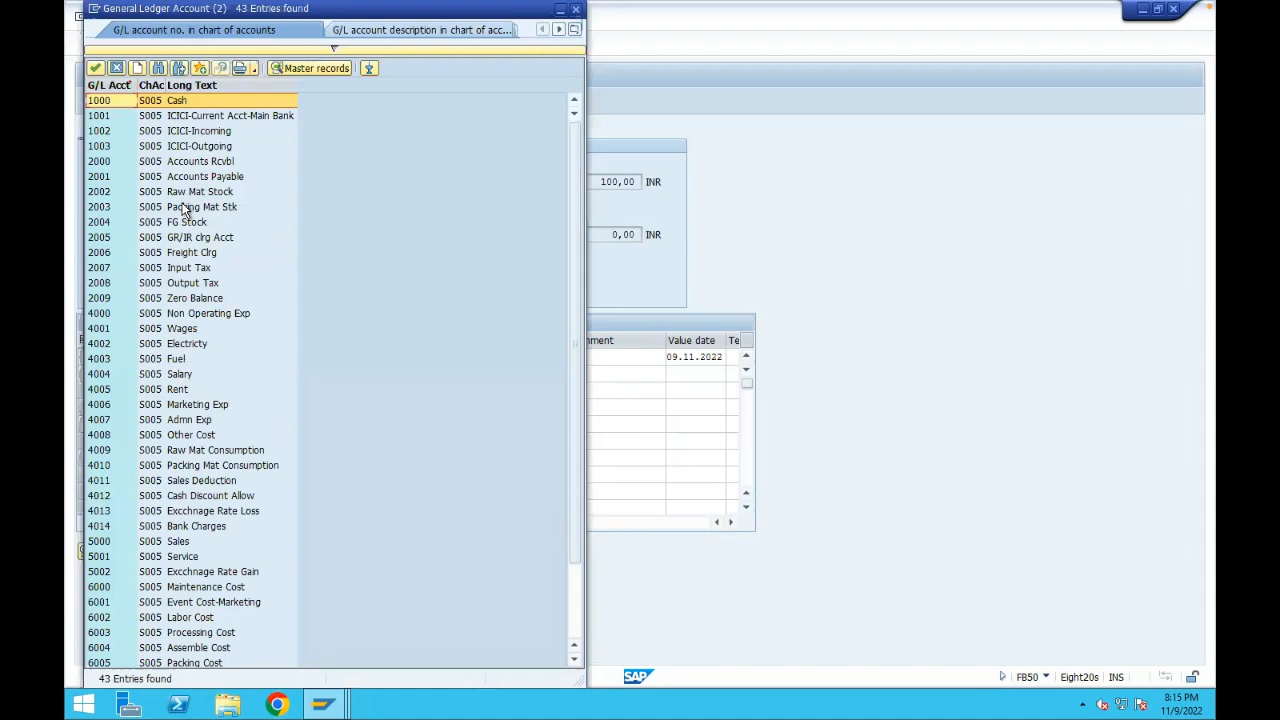 General Ledger Account (2) 43 Entries found
G/L account no. in chart of accounts G/L account description in chart of acc...
Master records
G/L Acct ChAc Long Text
1000 S005 Cash
1001 S005 ICICI-Current Acct-Main Bank
1002 S005 ICICI-Incoming
1003 S005 ICICI-Outgoing
2000 S005 Accounts Rcvbl
2001 S005 Accounts Payable
2002 S005 Raw Mat Stock
2003 S005 Packing Mat Stk
2004 S005 FG Stock
2005 S005 GR/IR clrg Acct
2006 S005 Freight Clrg
2007 S005 Input Tax
2008 S005 Output Tax
2009 S005 Zero Balance
4000 S005 Non Operating Exp
4001 S005 Wages
4002 S005 Electricty
4003 S005 Fuel
4004 S005 Salary
4005 S005 Rent
4006 S005 Marketing Exp
4007 S005 Admn Exp
4008 S005 Other Cost
4009 S005 Raw Mat Consumption
4010 S005 Packing Mat Consumption
4011 S005 Sales Deduction
4012 S005 Cash Discount Allow
4013 S005 Excchnage Rate Loss
4014 S005 Bank Charges
5000 S005 Sales
5001 S005 Service
5002 S005 Excchnage Rate Gain
6000 S005 Maintenance Cost
6001 S005 Event Cost-Marketing
6002 S005 Labor Cost
6003 S005 Processing Cost
6004 S005 Assemble Cost
6005 S005 Packing Cost
43 Entries found
100,00 INR
0,00 INR
nment Value date Te
09.11.2022
SAP
FB50 Eight20s INS
8:15 PM
11/9/2022